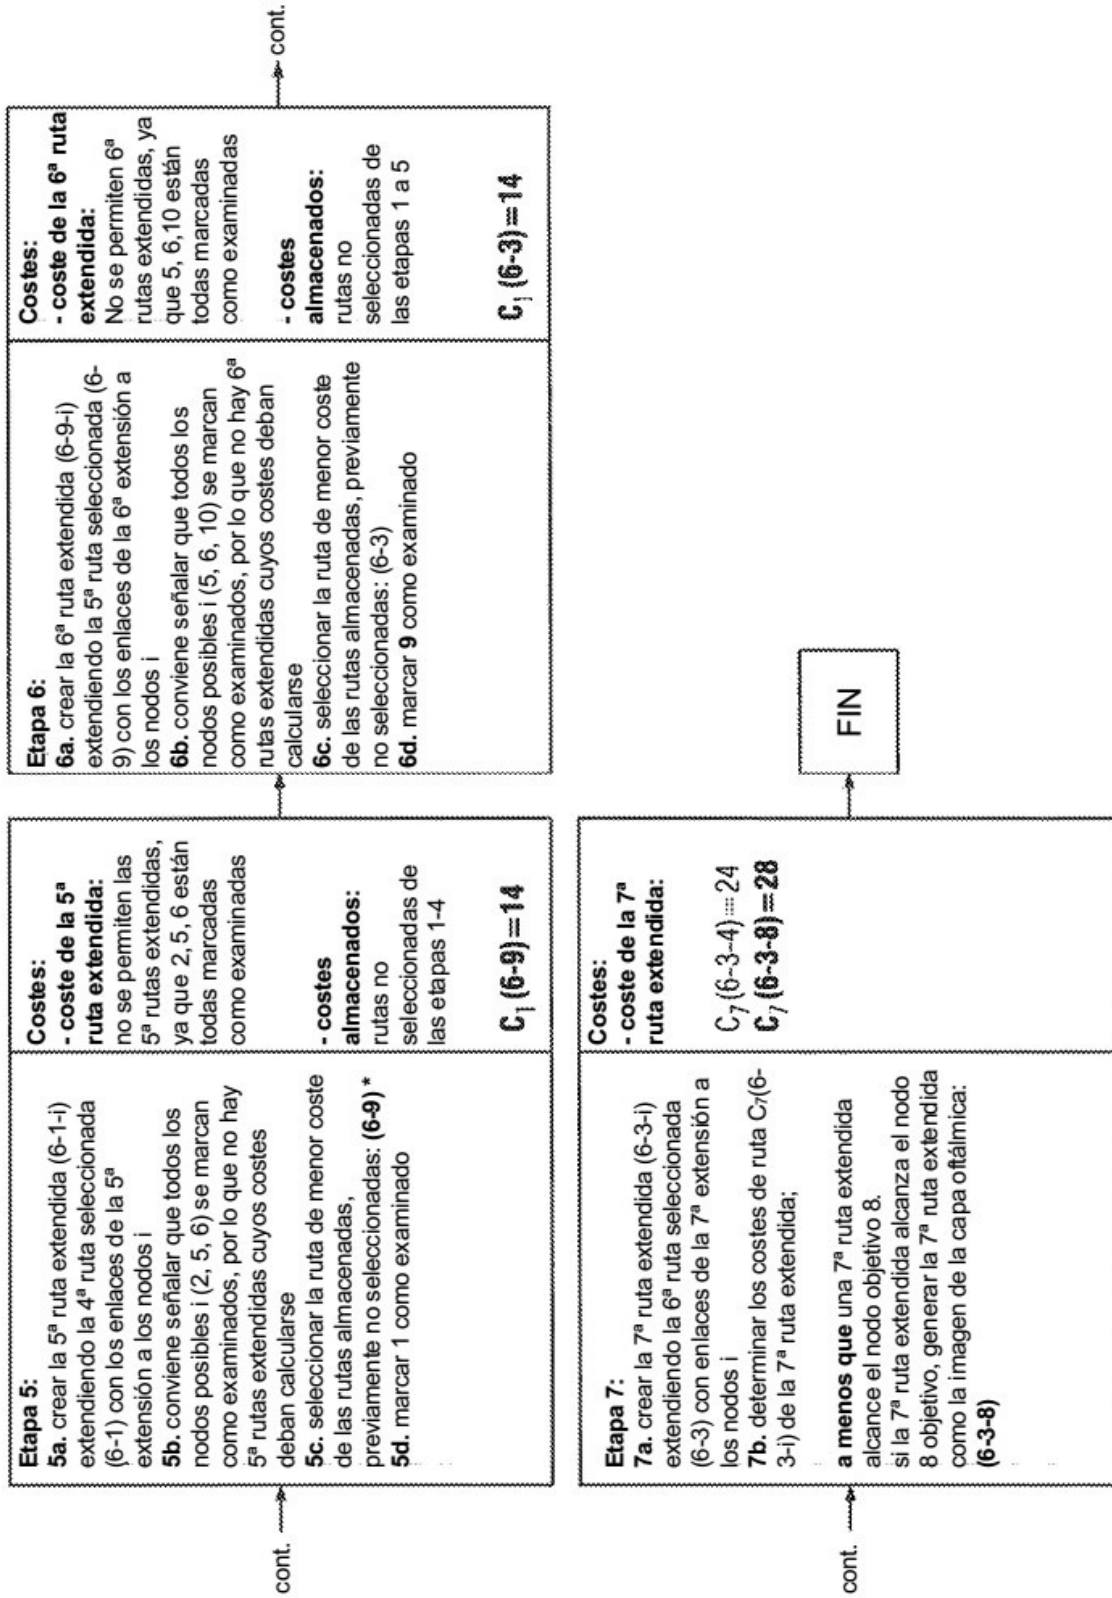 cont.
Etapa 5:
5a. crear la 5ª ruta extendida (6-1-i)
extendiendo la 4ª ruta seleccionada
(6-1) con los enlaces de la 5ª
extensión a los nodos i
5b. conviene señalar que todos los
nodos posibles i (2, 5, 6) se marcan
como examinados, por lo que no hay
5ª rutas extendidas cuyos costes
deban calcularse
5c. seleccionar la ruta de menor coste
de las rutas almacenadas,
previamente no seleccionadas: (6-9) *
5d. marcar 1 como examinado
Costes:
- coste de la 5ª
ruta extendida:
no se permiten las
5ª rutas extendidas,
ya que 2, 5, 6 están
todas marcadas
como examinadas
- costes
almacenados:
rutas no
seleccionadas de
las etapas 1-4
C₁ (6-9)=14
Etapa 6:
6a. crear la 6ª ruta extendida (6-9-i)
extendiendo la 5ª ruta seleccionada (6-
9) con los enlaces de la 6ª extensión a
los nodos i
6b. conviene señalar que todos los
nodos posibles i (5, 6, 10) se marcan
como examinados, por lo que no hay 6ª
rutas extendidas cuyos costes deban
calcularse
6c. seleccionar la ruta de menor coste
de las rutas almacenadas, previamente
no seleccionadas: (6-3)
6d. marcar 9 como examinado
Costes:
- coste de la 6ª ruta
extendida:
No se permiten 6ª
rutas extendidas, ya
que 5, 6,10 están
todas marcadas
como examinadas
- costes
almacenados:
rutas no
seleccionadas de
las etapas 1 a 5
C₁ (6-3)=14
cont.
cont.
Etapa 7:
7a. crear la 7ª ruta extendida (6-3-i)
extendiendo la 6ª ruta seleccionada
(6-3) con enlaces de la 7ª extensión a
los nodos i
7b. determinar los costes de ruta C₇(6-
3-i) de la 7ª ruta extendida;
a menos que una 7ª ruta extendida
alcance el nodo objetivo 8.
si la 7ª ruta extendida alcanza el nodo
8 objetivo, generar la 7ª ruta extendida
como la imagen de la capa oftálmica:
(6-3-8)
Costes:
- coste de la 7ª
ruta extendida:
C₇(6-3-4)=24
C₇(6-3-8)=28
FIN